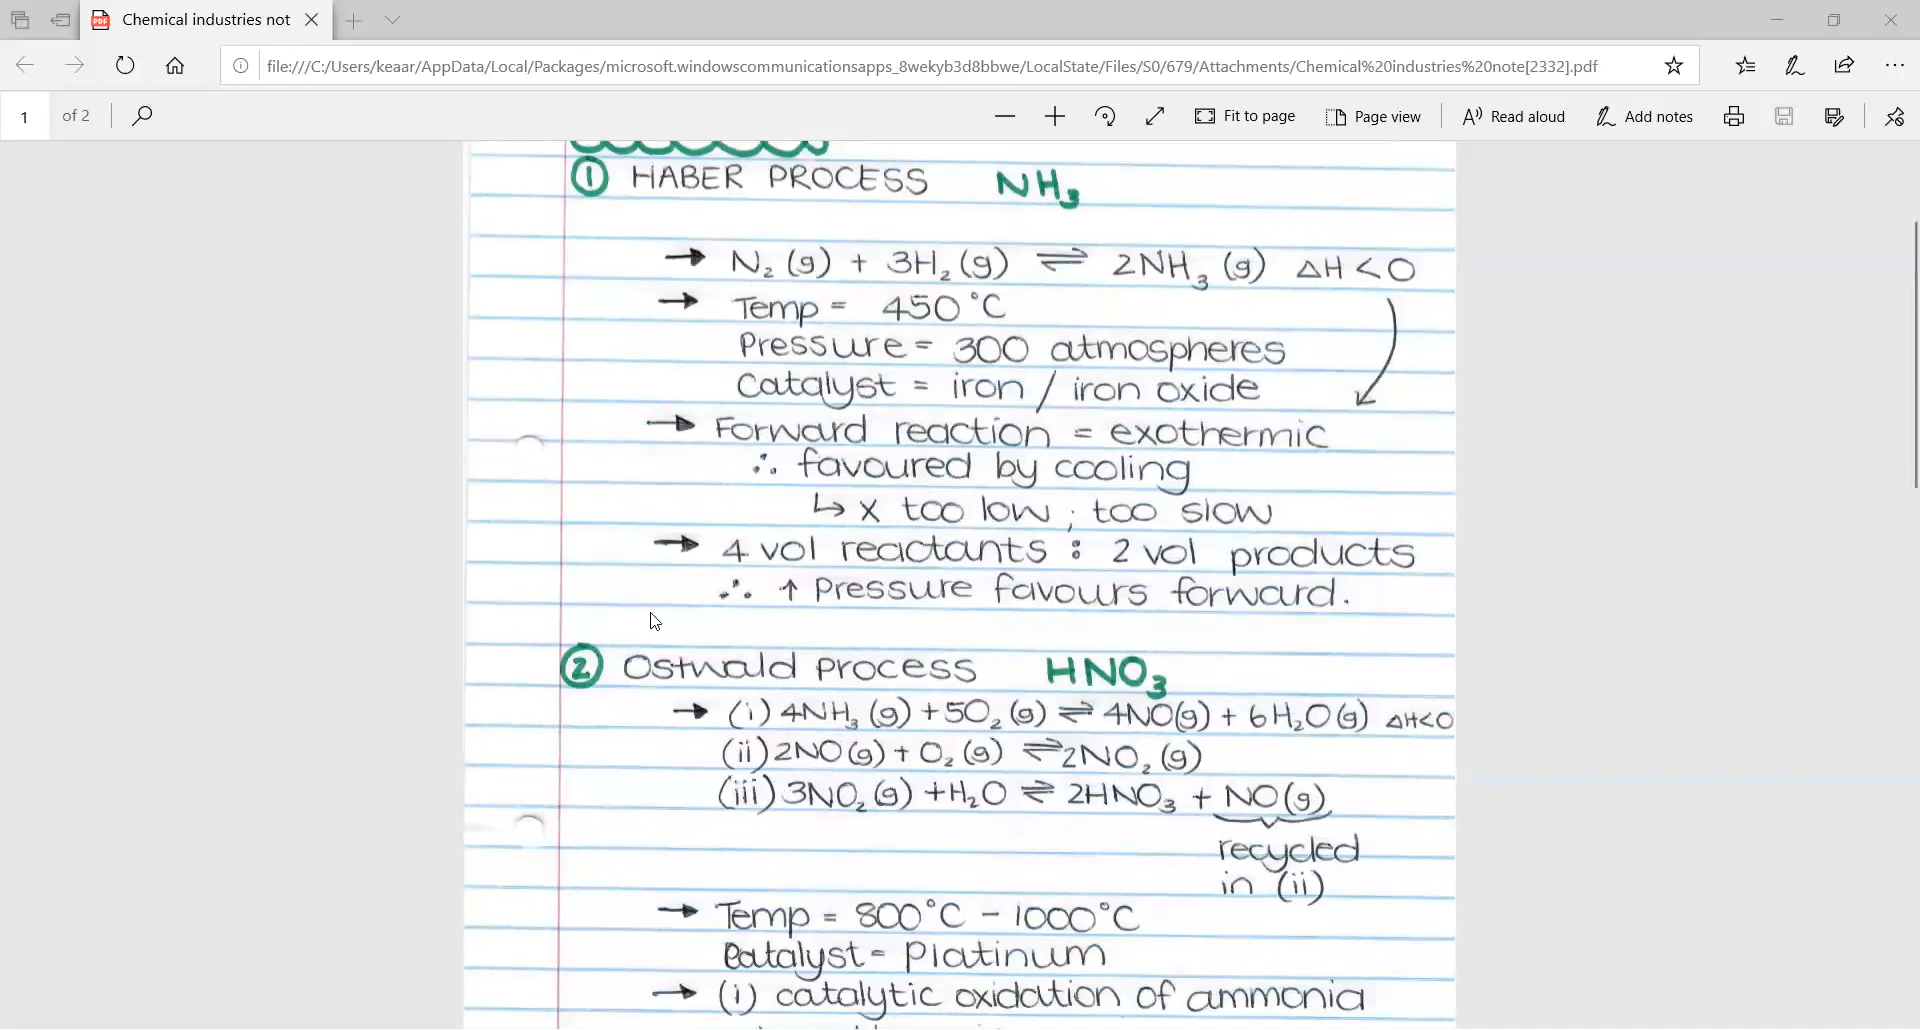 Chemical industries not
file:///C:/Users/keaar/AppData/Local/Packages/microsoft.windowscommunicationsapps_8wekyb3d8bbwe/LocalState/Files/S0/679/Attachments/Chemical%20industries%20note[2332].pdf
1 of 2 Fit to page Page view Read aloud Add notes
① HABER PROCESS NH₃
→ N₂ (g) + 3H₂ (g) ⇌ 2NH₃ (g) ΔH < 0
→ Temp = 450 °C
Pressure = 300 atmospheres
Catalyst = iron / iron oxide
→ Forward reaction = exothermic
∴ favoured by cooling
↳ x too low ; too slow
→ 4 vol reactants : 2 vol products
∴ ↑ Pressure favours forward.
② Ostwald Process HNO₃
→ (i) 4NH₃ (g) + 5O₂ (g) ⇌ 4NO(g) + 6H₂O (g) ΔH<0
(ii) 2NO (g) + O₂ (g) ⇌ 2NO₂ (g)
(iii) 3NO₂ (g) + H₂O ⇌ 2HNO₃ + NO (g)
recycled
in (ii)
→ Temp = 800°C - 1000°C
Catalyst = Platinum
→ (i) catalytic oxidation of ammonia